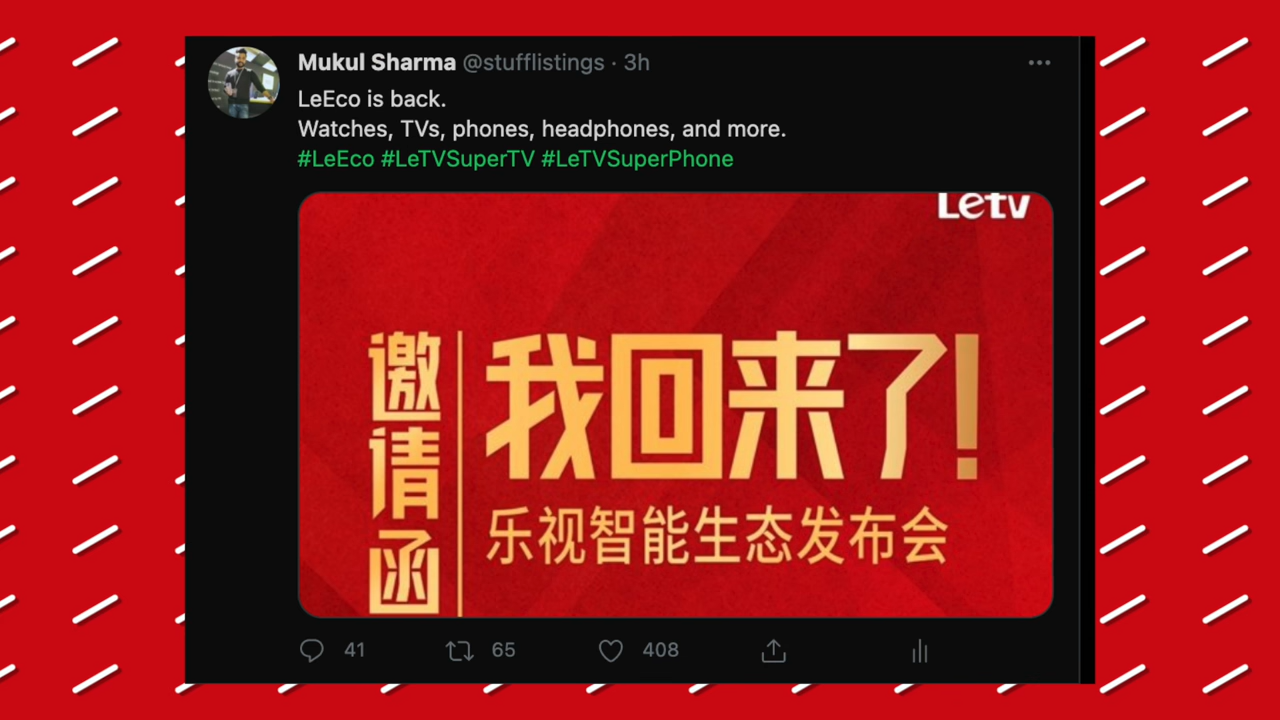 Mukul Sharma @stufflistings · 3h
LeEco is back.
Watches, TVs, phones, headphones, and more.
#LeEco #LeTVSuperTV #LeTVSuperPhone
Letv
邀请函
我回来了!
乐视智能生态发布会
41 65 408